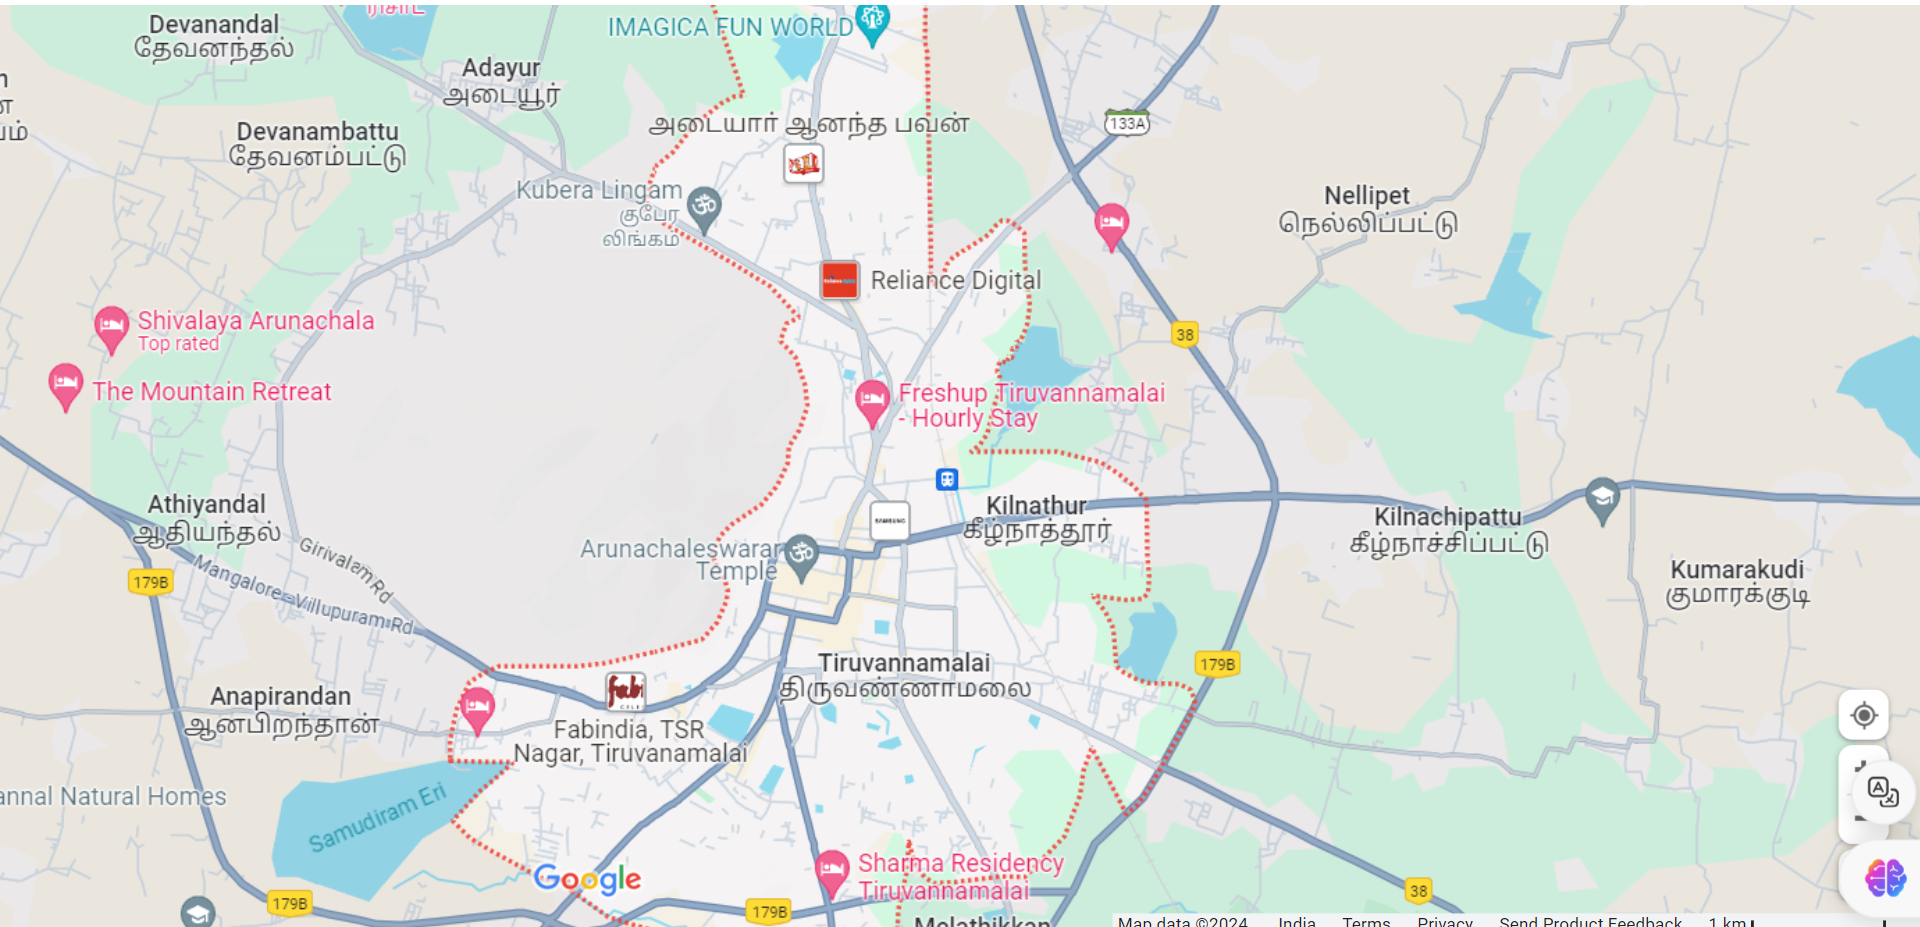 ரிசார்ட்
Devanandal
தேவனந்தல்
IMAGICA FUN WORLD
Adayur
அடையூர்
Devanambattu
தேவனம்பட்டு
அடையார் ஆனந்த பவன்
133A
Kubera Lingam
குபேர
லிங்கம்
Nellipet
நெல்லிப்பட்டு
Reliance Digital
Shivalaya Arunachala
Top rated
38
The Mountain Retreat
Freshup Tiruvannamalai
- Hourly Stay
Athiyandal
ஆதியந்தல்
SAMSUNG
Kilnathur
கீழ்நாத்தூர்
Kilnachipattu
கீழ்நாச்சிப்பட்டு
Arunachaleswarar
Temple
Girivalam Rd
Mangalore - Villupuram Rd
179B
Kumarakudi
குமாரக்குடி
Tiruvannamalai
திருவண்ணாமலை
179B
Anapirandan
ஆனபிறந்தான்
fabi
Fabindia, TSR
Nagar, Tiruvanamalai
annal Natural Homes
Samudiram Eri
Google
Sharma Residency
Tiruvannamalai
179B
179B
38
Melathikkan
Map data ©2024 India Terms Privacy Send Product Feedback 1 km